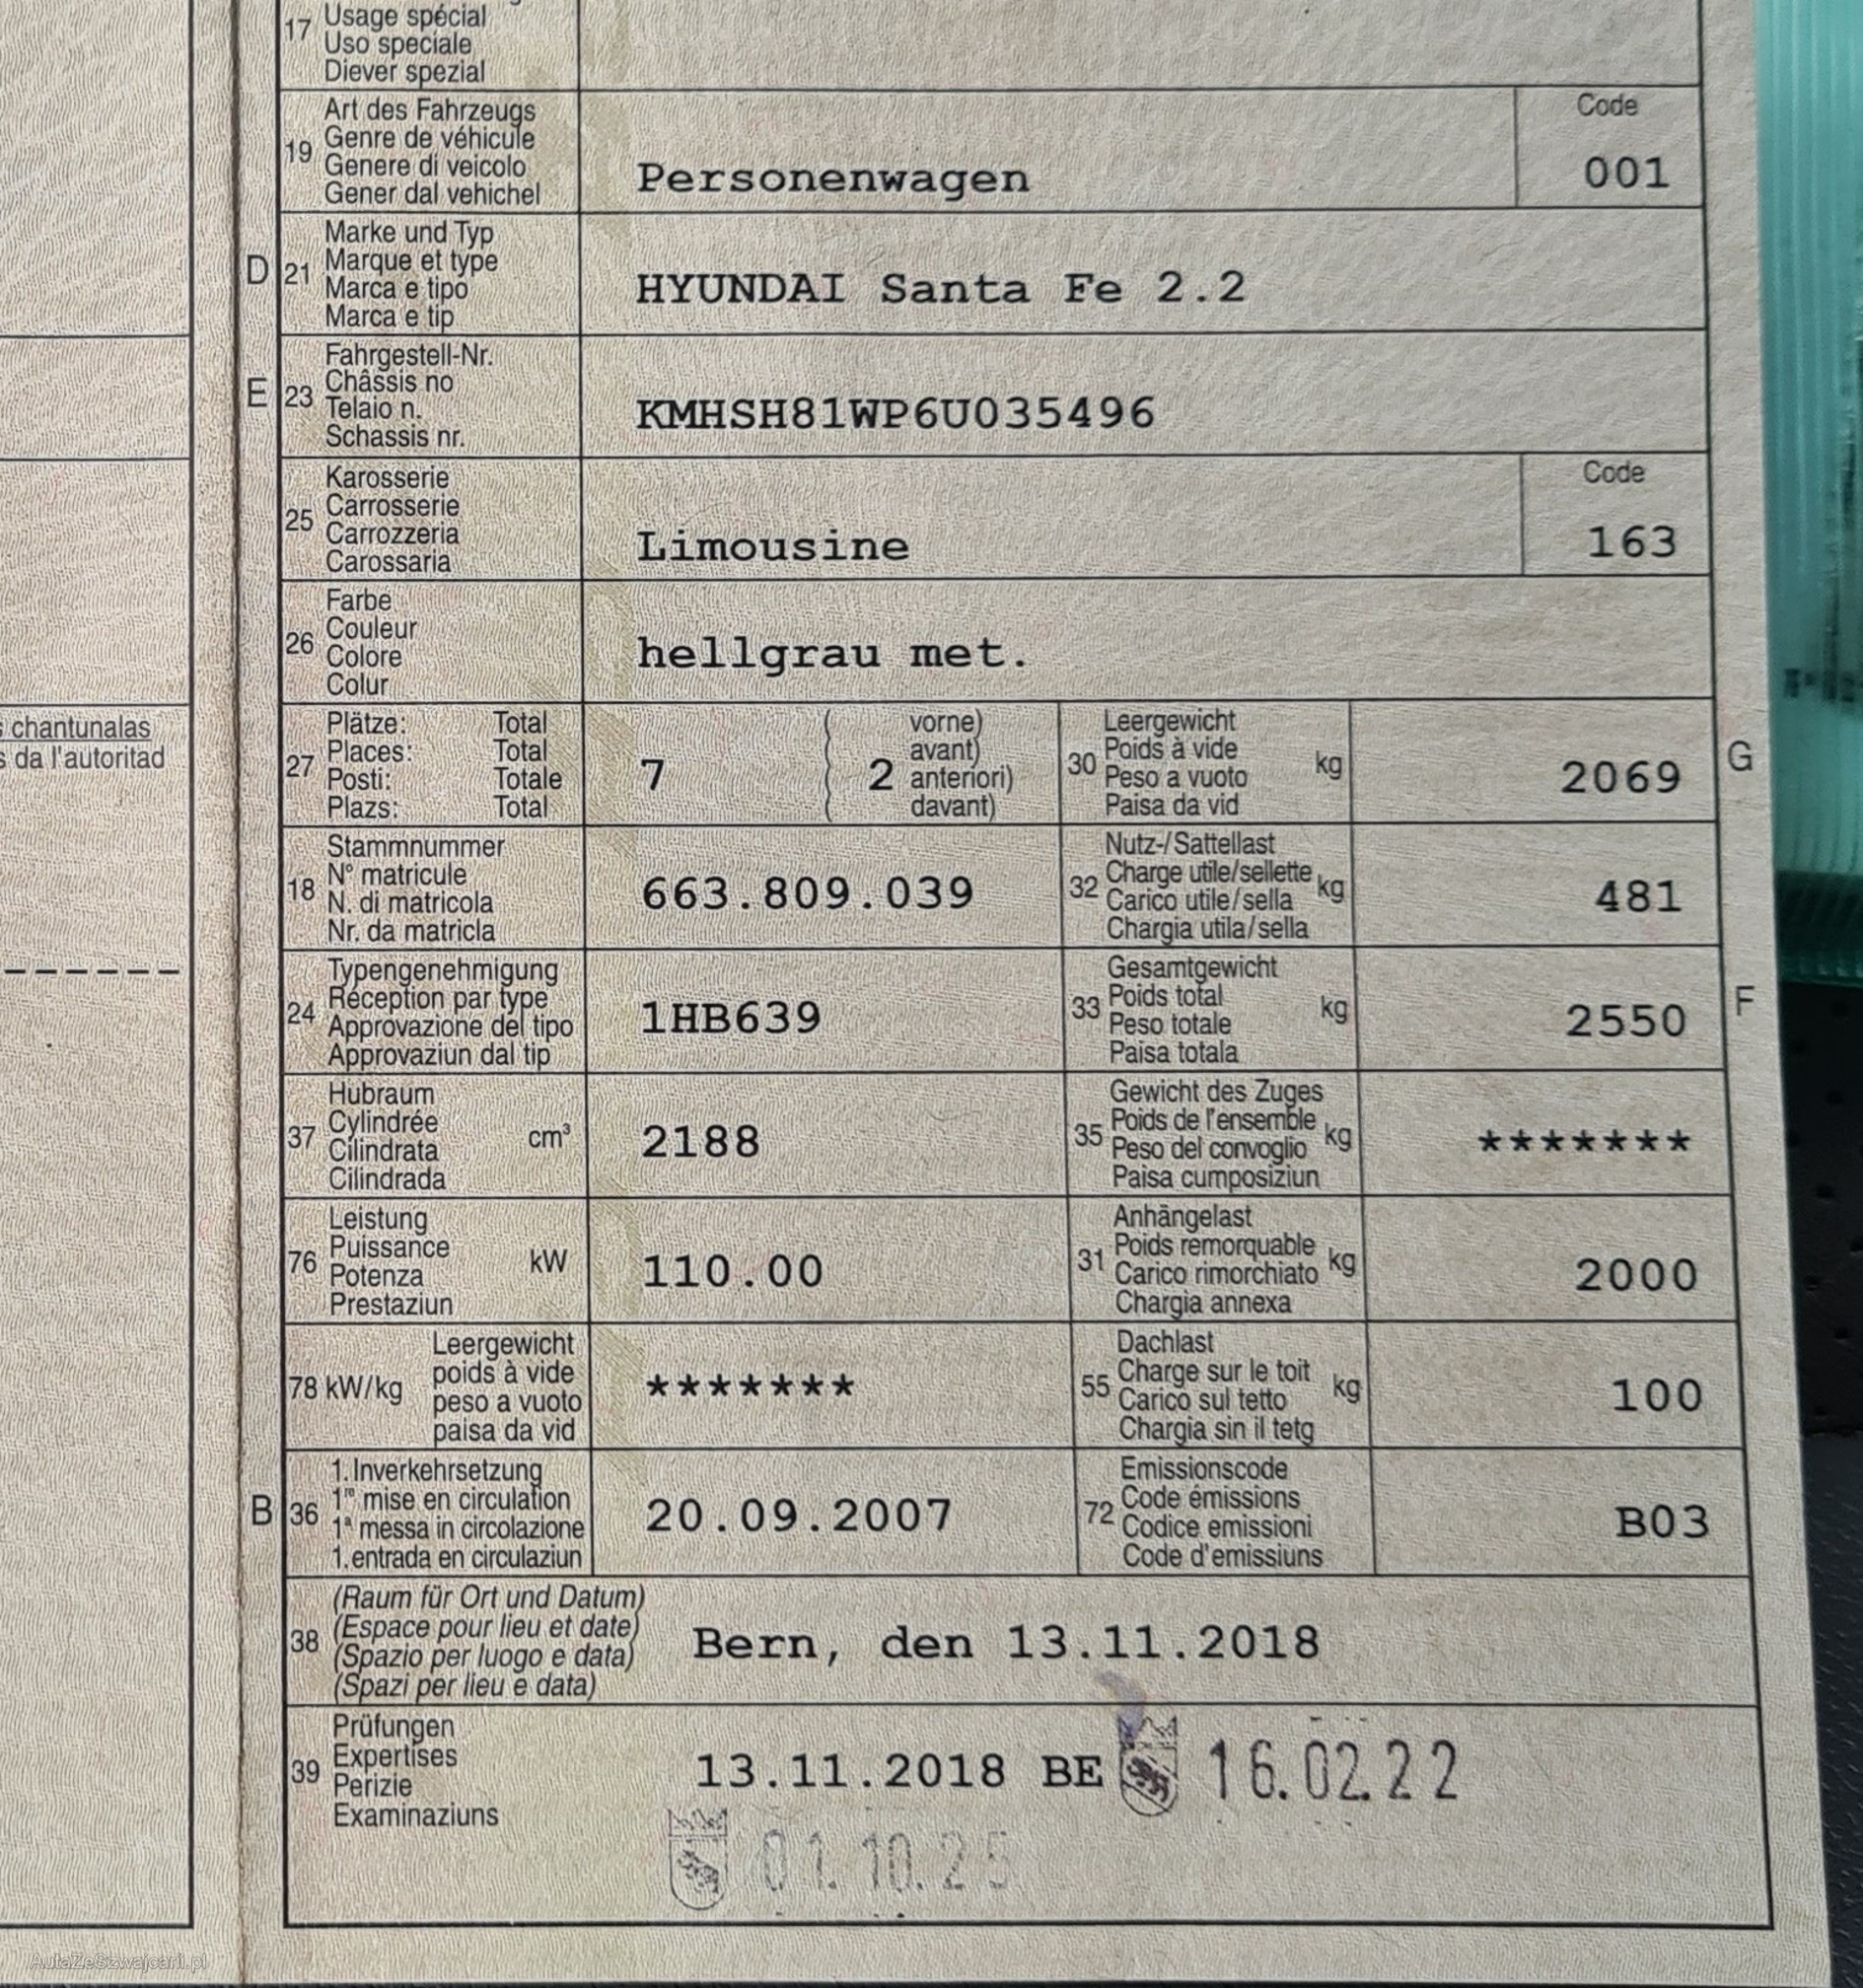 17 Usage spécial
Uso speciale
Diever spezial
19 Art des Fahrzeugs
Genre de véhicule
Genere di veicolo
Gener dal vehichel
Personenwagen
Code
001
D 21 Marke und Typ
Marque et type
Marca e tipo
Marca e tip
HYUNDAI Santa Fe 2.2
E 23 Fahrgestell-Nr.
Châssis no
Telaio n.
Schassis nr.
KMHSH81WP6U035496
25 Karosserie
Carrosserie
Carrozzeria
Carossaria
Limousine
Code
163
26 Farbe
Couleur
Colore
Colur
hellgrau met.
chantunalas
da l'autoritad
27 Plätze: Total
Places: Total
Posti: Totale
Plazs: Total
7 ( 2 vorne)
avant)
anteriori)
davant)
30 Leergewicht
Poids à vide
Peso a vuoto
Paisa da vid
kg
2069
G
18 Stammnummer
N° matricule
N. di matricola
Nr. da matricla
663.809.039
32 Nutz-/Sattellast
Charge utile/sellette
Carico utile/sella
Chargia utila/sella
kg
481
24 Typengenehmigung
Réception par type
Approvazione del tipo
Approvaziun dal tip
1HB639
33 Gesamtgewicht
Poids total
Peso totale
Paisa totala
kg
2550
F
37 Hubraum
Cylindrée
Cilindrata
Cilindrada
cm³
2188
35 Gewicht des Zuges
Poids de l'ensemble
Peso del convoglio
Paisa cumposiziun
kg
*******
76 Leistung
Puissance
Potenza
Prestaziun
kW
110.00
31 Anhängelast
Poids remorquable
Carico rimorchiato
Chargia annexa
kg
2000
78 kW/kg Leergewicht
poids à vide
peso a vuoto
paisa da vid
*******
55 Dachlast
Charge sur le toit
Carico sul tetto
Chargia sin il tetg
kg
100
B 36 1. Inverkehrsetzung
1re mise en circulation
1a messa in circolazione
1. entrada en circulaziun
20.09.2007
72 Emissionscode
Code émissions
Codice emissioni
Code d'emissiuns
B03
38 (Raum für Ort und Datum)
(Espace pour lieu et date)
(Spazio per luogo e data)
(Spazi per lieu e data)
Bern, den 13.11.2018
39 Prüfungen
Expertises
Perizie
Examinaziuns
13.11.2018 BE 16.02.22
01.10.25
AutaZeSzwajcarii.pl